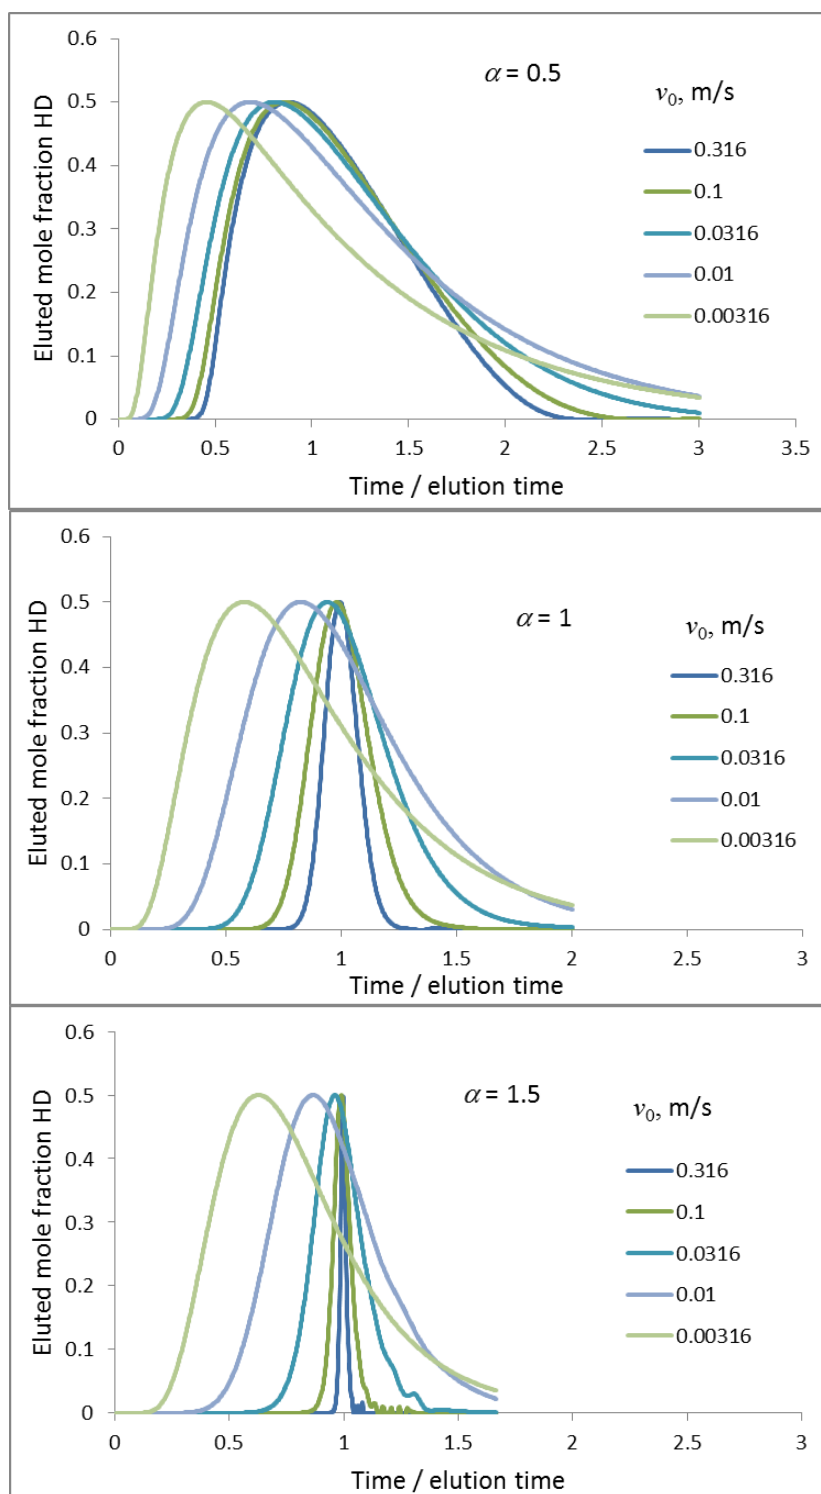 0.6
0.5
0.4
0.3
0.2
0.1
0
Eluted mole fraction HD
α = 0.5
v0, m/s
0.316
0.1
0.0316
0.01
0.00316
0 0.5 1 1.5 2 2.5 3 3.5
Time / elution time
0.6
0.5
0.4
0.3
0.2
0.1
0
Eluted mole fraction HD
α = 1
v0, m/s
0.316
0.1
0.0316
0.01
0.00316
0 0.5 1 1.5 2 2.5 3
Time / elution time
0.6
0.5
0.4
0.3
0.2
0.1
0
Eluted mole fraction HD
α = 1.5
v0, m/s
0.316
0.1
0.0316
0.01
0.00316
0 0.5 1 1.5 2 2.5 3
Time / elution time